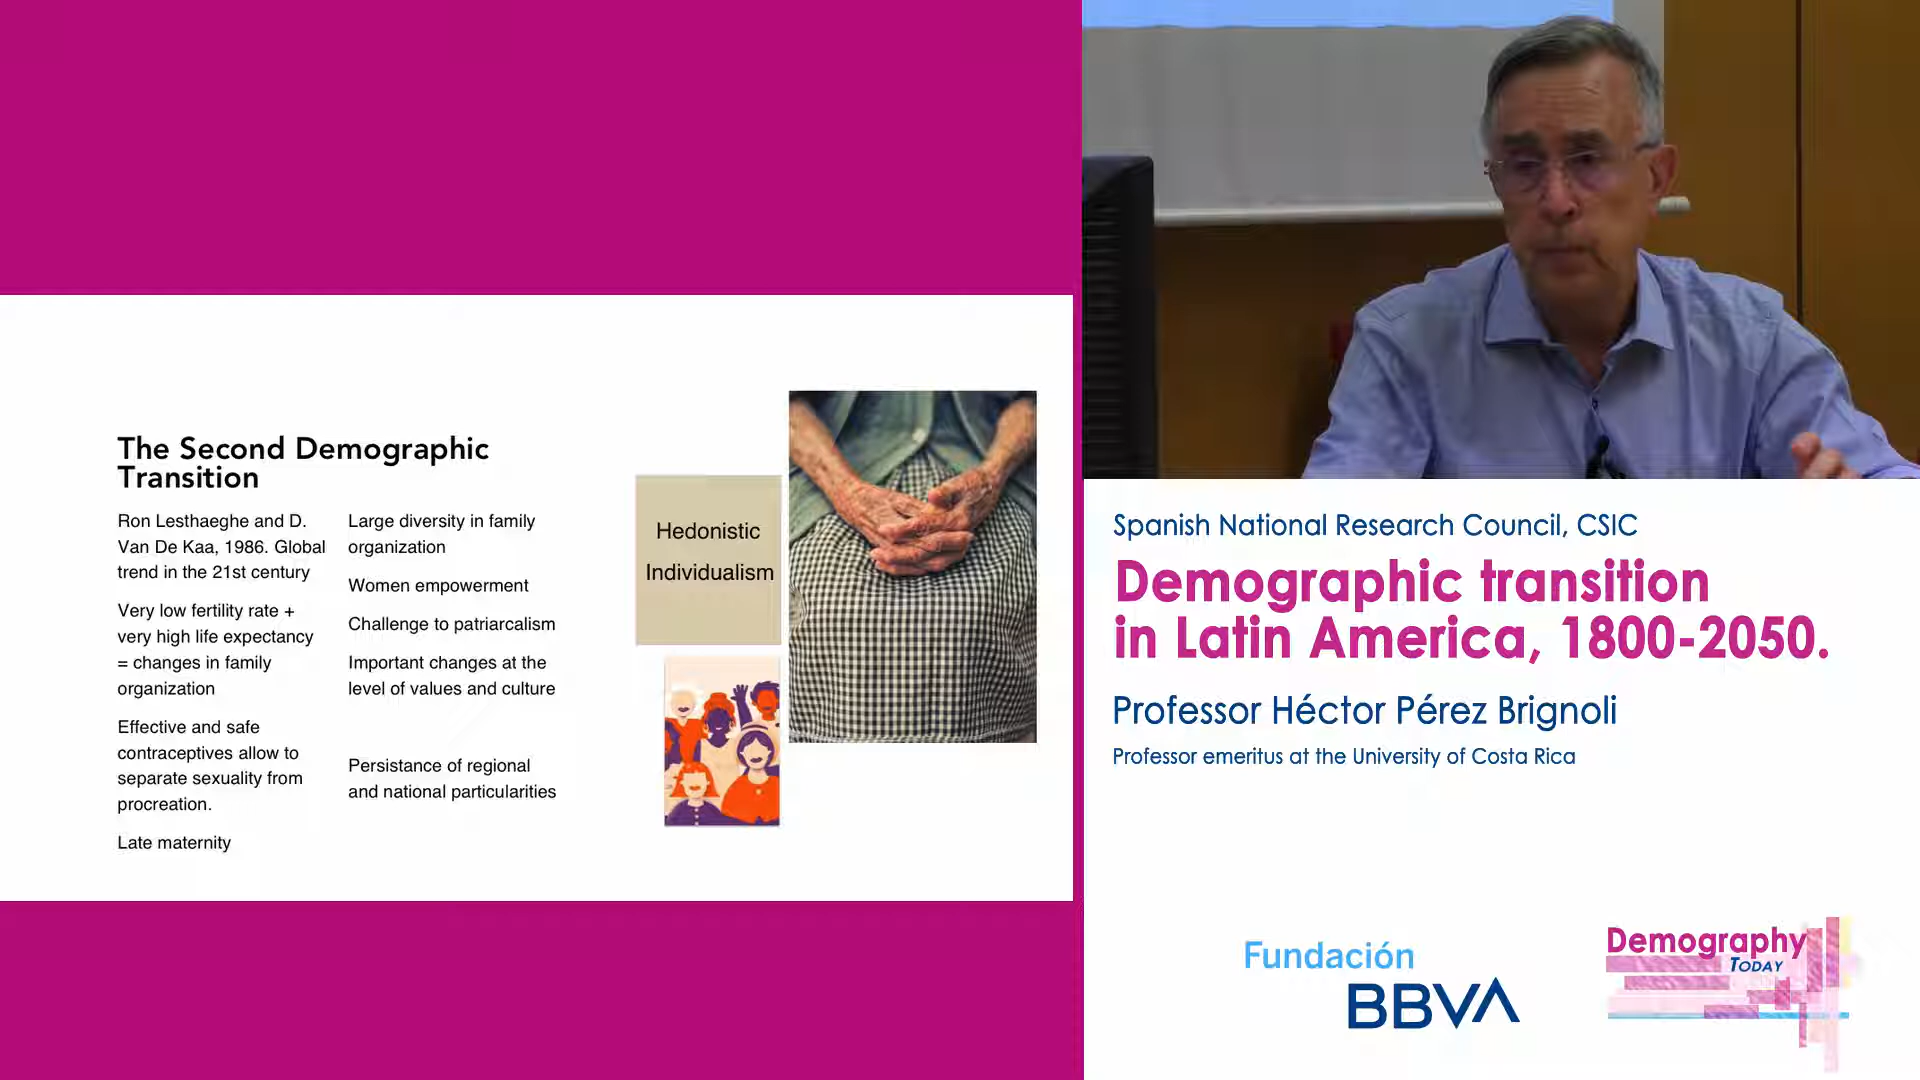 The Second Demographic
Transition
Ron Lesthaeghe and D.
Van De Kaa, 1986. Global
trend in the 21st century
Very low fertility rate +
very high life expectancy
= changes in family
organization
Effective and safe
contraceptives allow to
separate sexuality from
procreation.
Late maternity
Large diversity in family
organization
Women empowerment
Challenge to patriarcalism
Important changes at the
level of values and culture
Persistance of regional
and national particularities
Hedonistic
Individualism
Spanish National Research Council, CSIC
Demographic transition
in Latin America, 1800-2050.
Professor Héctor Pérez Brignoli
Professor emeritus at the University of Costa Rica
Fundación
BBVA
Demography
TODAY